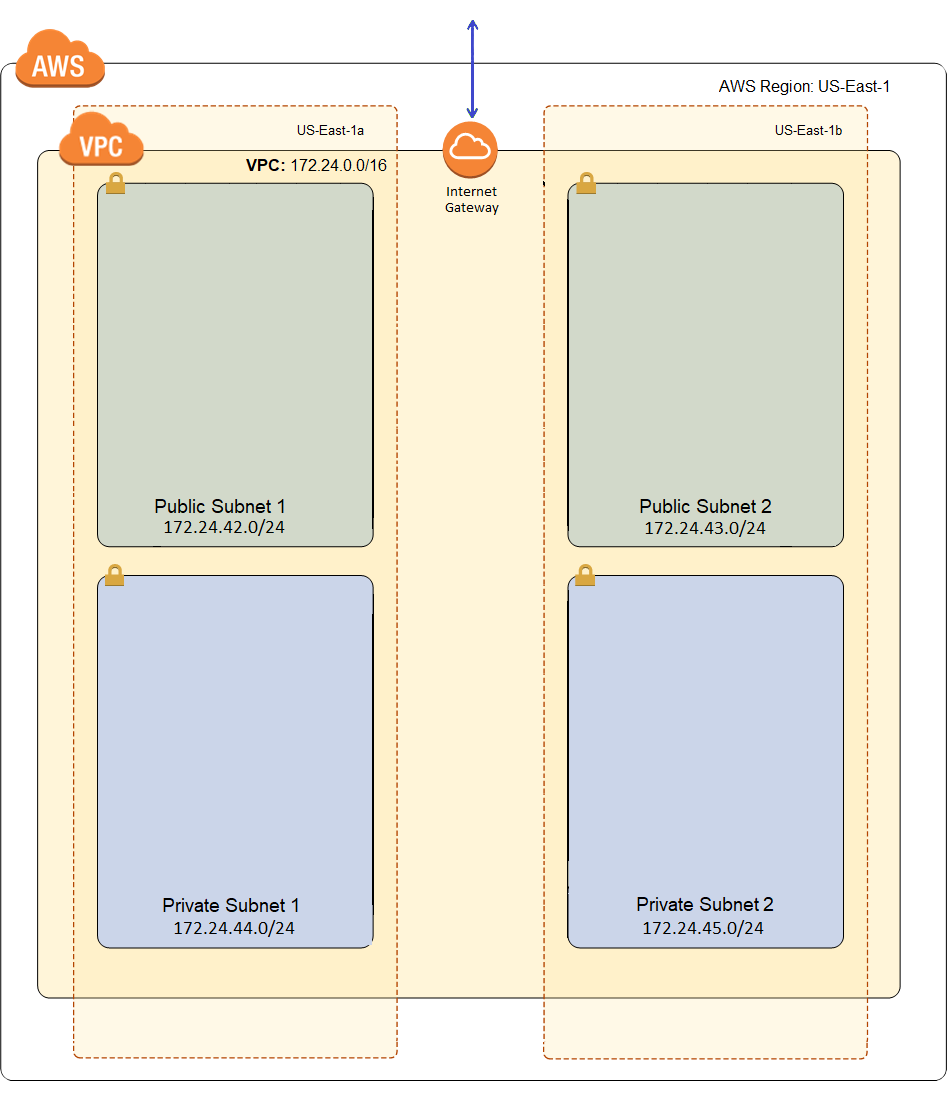 AWS
AWS Region: US-East-1
US-East-1a
US-East-1b
VPC
VPC: 172.24.0.0/16
Internet
Gateway
Public Subnet 1
172.24.42.0/24
Public Subnet 2
172.24.43.0/24
Private Subnet 1
172.24.44.0/24
Private Subnet 2
172.24.45.0/24